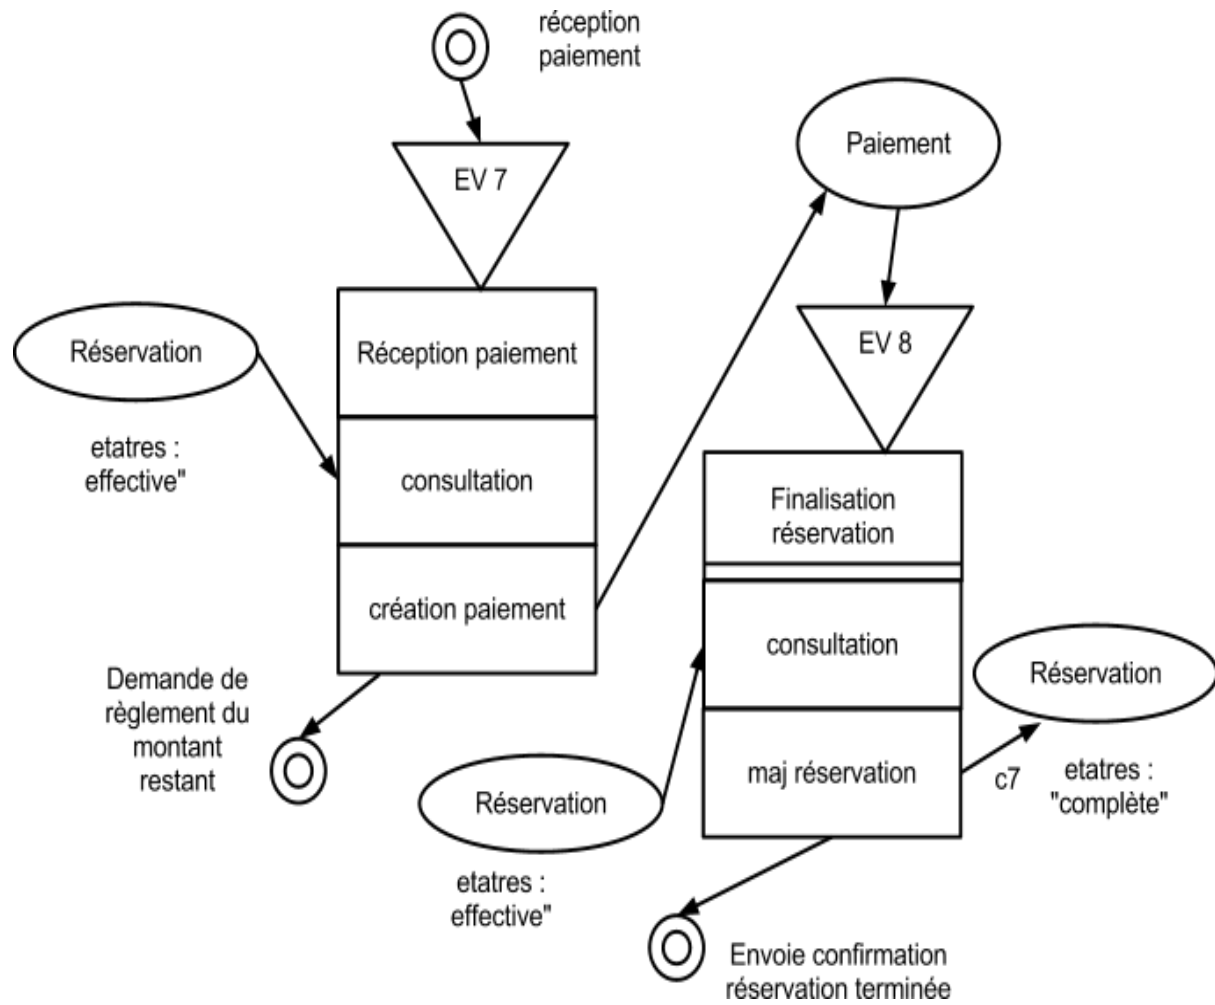 réception
paiement
EV 7
Paiement
Réservation
etatres :
effective"
Réception paiement
consultation
création paiement
Demande de
règlement du
montant
restant
EV 8
Finalisation
réservation
consultation
maj réservation
Réservation
etatres :
effective"
c7
Réservation
etatres :
"complète"
Envoie confirmation
réservation terminée